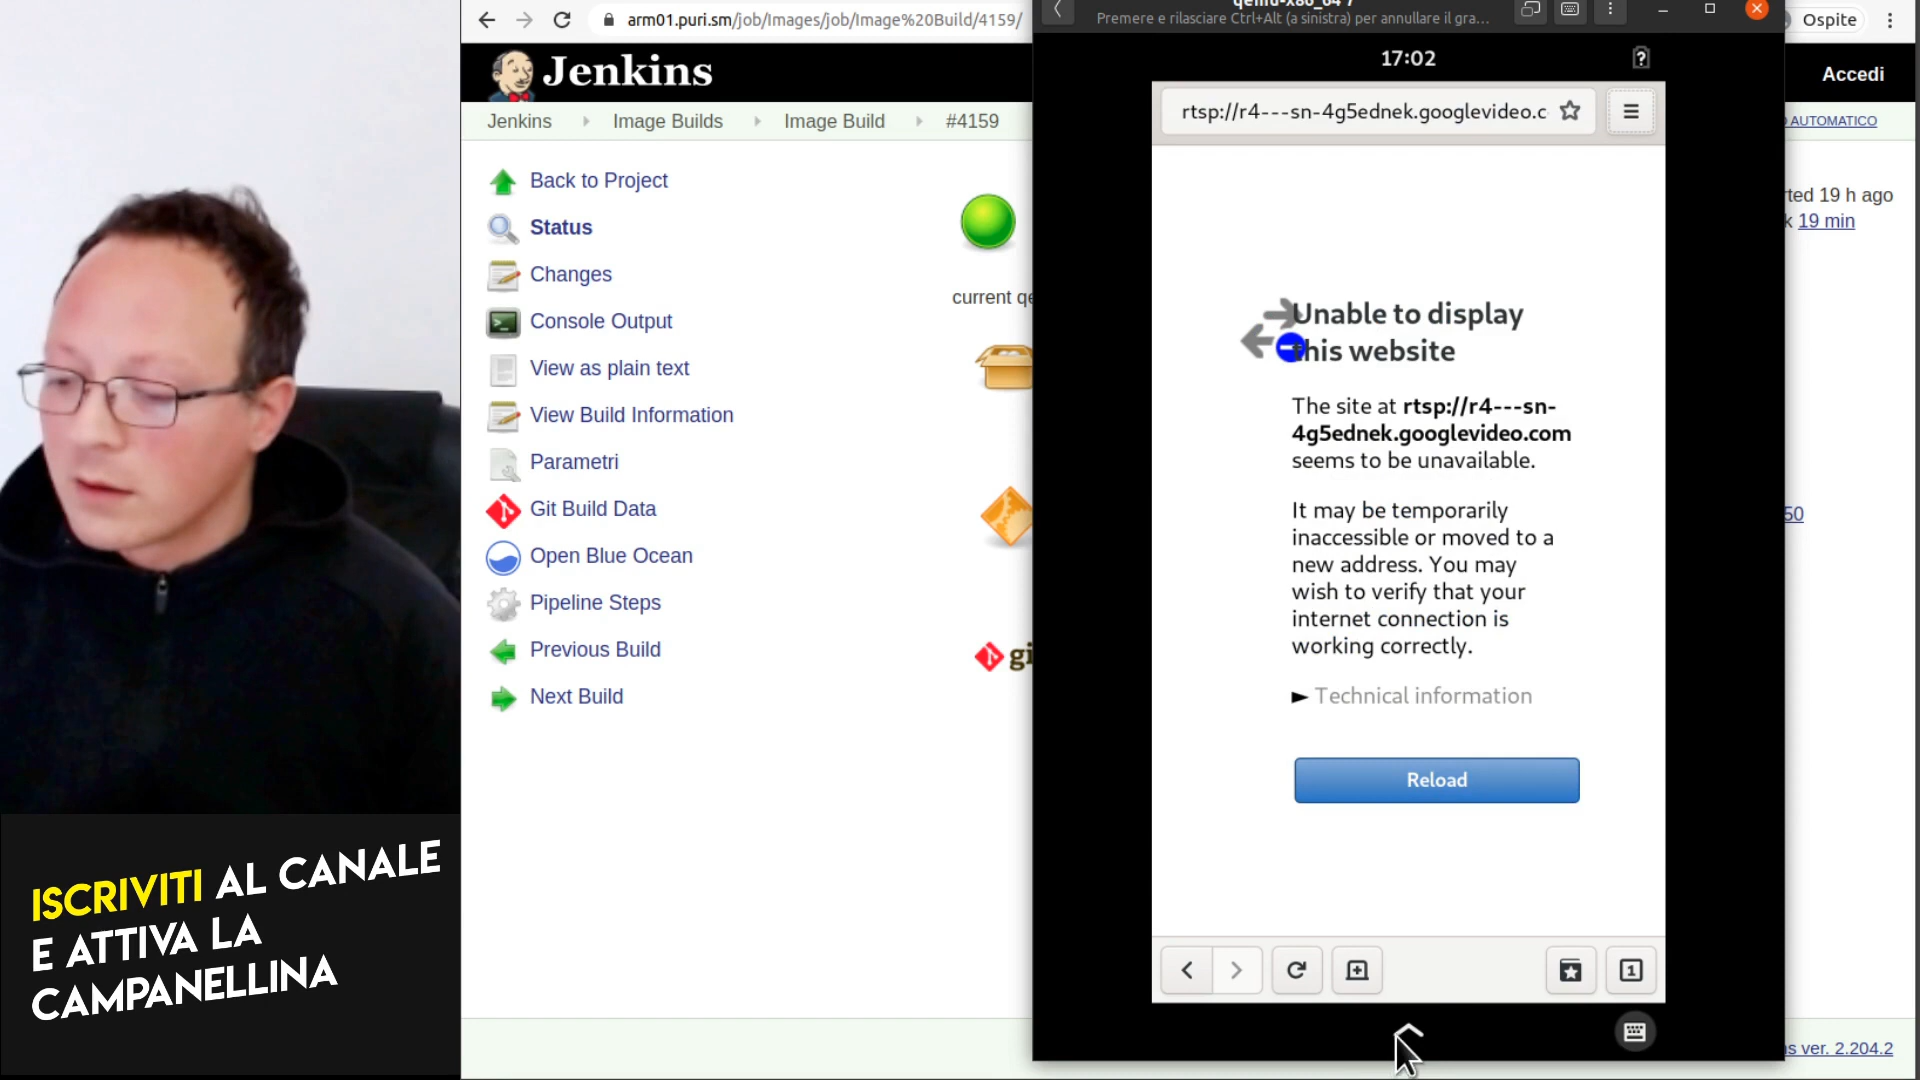 arm01.puri.sm/job/Images/job/Image%20Build/4159/
Ospite
Jenkins
Accedi
Jenkins
Image Builds
Image Build
#4159
AUTOMATICO
Back to Project
Status
Changes
Console Output
View as plain text
View Build Information
Parametri
Git Build Data
Open Blue Ocean
Pipeline Steps
Previous Build
Next Build
current
19 h ago
19 min
50
ver. 2.204.2
Premere e rilasciare Ctrl+Alt (a sinistra) per annullare il gra...
17:02
rtsp://r4---sn-4g5ednek.googlevideo.c
Unable to display
this website
The site at rtsp://r4---sn-
4g5ednek.googlevideo.com
seems to be unavailable.
It may be temporarily
inaccessible or moved to a
new address. You may
wish to verify that your
internet connection is
working correctly.
Technical information
Reload
1
ISCRIVITI AL CANALE
E ATTIVA LA
CAMPANELLINA